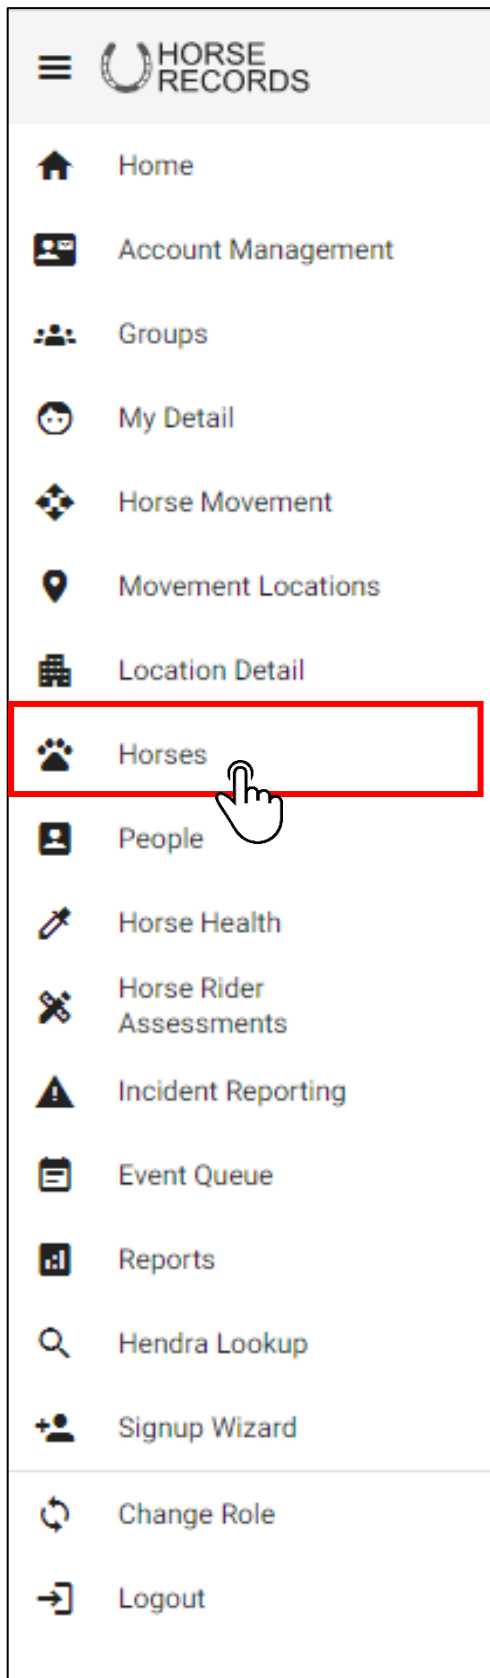 HORSE
RECORDS
Home
Account Management
Groups
My Detail
Horse Movement
Movement Locations
Location Detail
Horses
People
Horse Health
Horse Rider
Assessments
Incident Reporting
Event Queue
Reports
Hendra Lookup
Signup Wizard
Change Role
Logout